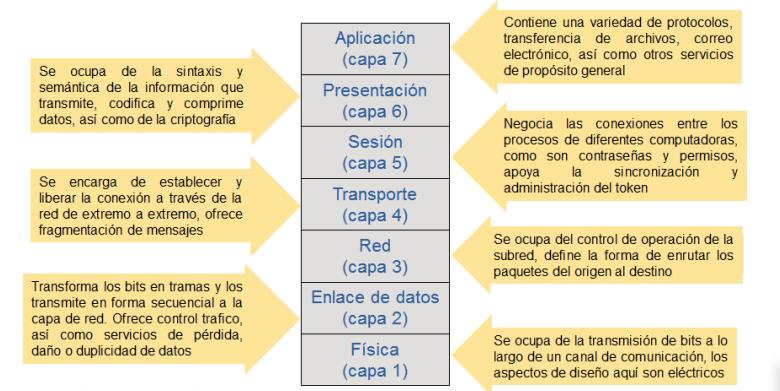 Aplicación
(capa 7)
Contiene una variedad de protocolos,
transferencia de archivos, correo
electrónico, así como otros servicios
de propósito general
Se ocupa de la sintaxis y
semántica de la información que
transmite, codifica y comprime
datos, así como de la criptografía
Presentación
(capa 6)
Sesión
(capa 5)
Negocia las conexiones entre los
procesos de diferentes computadoras,
como son contraseñas y permisos,
apoya la sincronización y
administración del token
Se encarga de establecer y
liberar la conexión a través de la
red de extremo a extremo, ofrece
fragmentación de mensajes
Transporte
(capa 4)
Red
(capa 3)
Se ocupa del control de operación de la
subred, define la forma de enrutar los
paquetes del origen al destino
Transforma los bits en tramas y los
transmite en forma secuencial a la
capa de red. Ofrece control trafico,
así como servicios de pérdida,
daño o duplicidad de datos
Enlace de datos
(capa 2)
Física
(capa 1)
Se ocupa de la transmisión de bits a lo
largo de un canal de comunicación, los
aspectos de diseño aquí son eléctricos